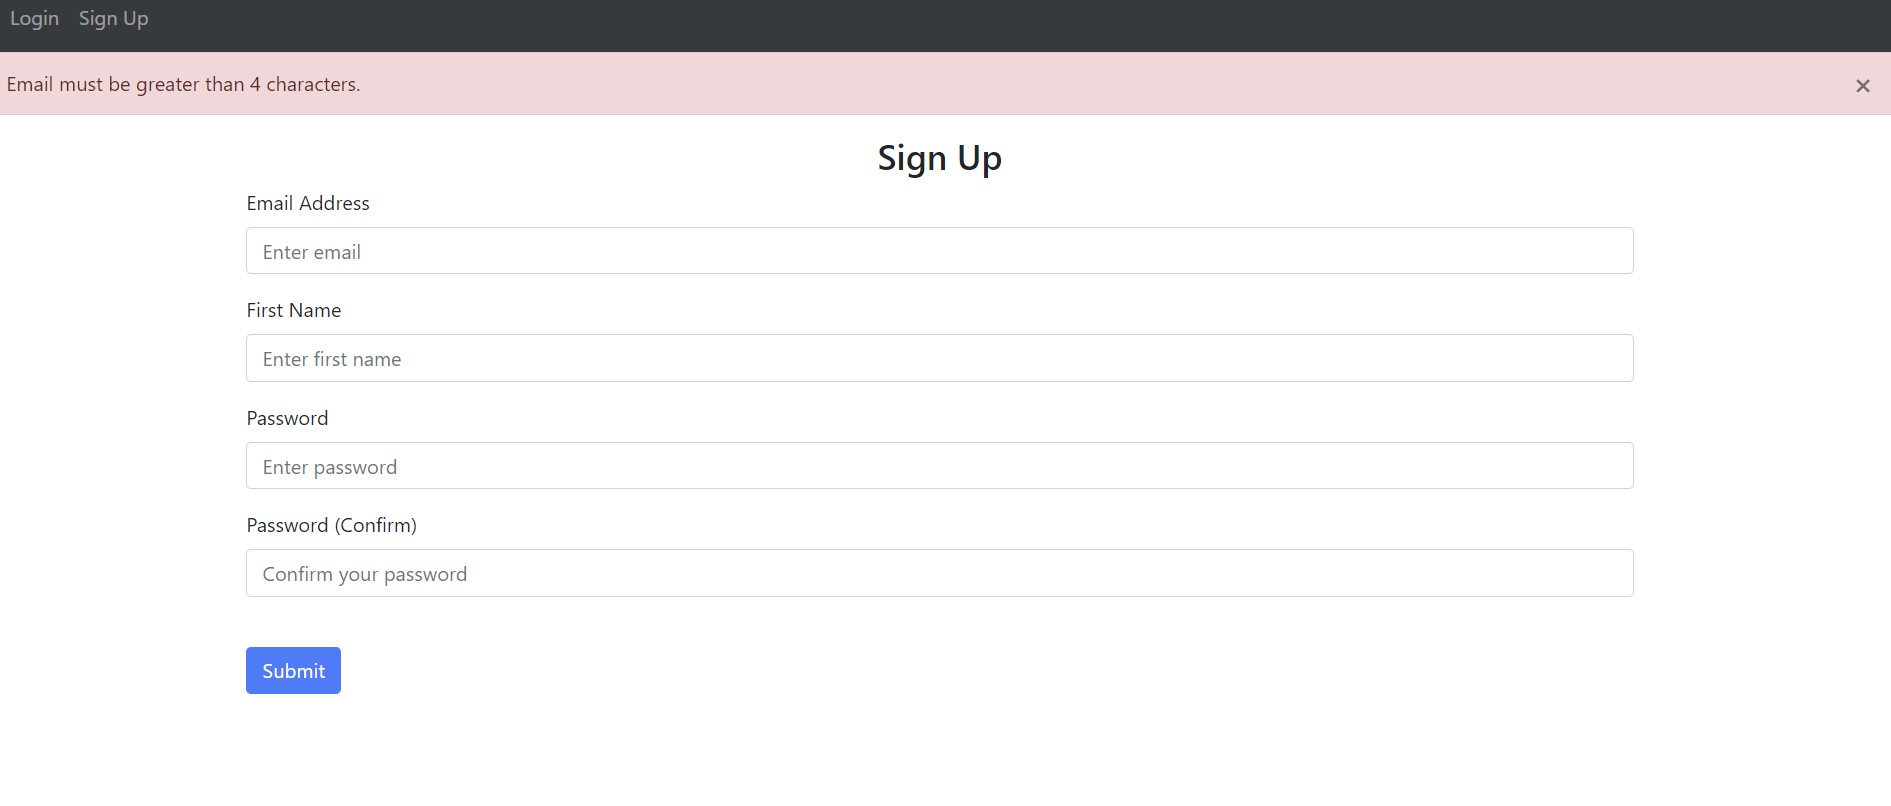 Login Sign Up
Email must be greater than 4 characters. ×
Sign Up
Email Address
Enter email
First Name
Enter first name
Password
Enter password
Password (Confirm)
Confirm your password
Submit